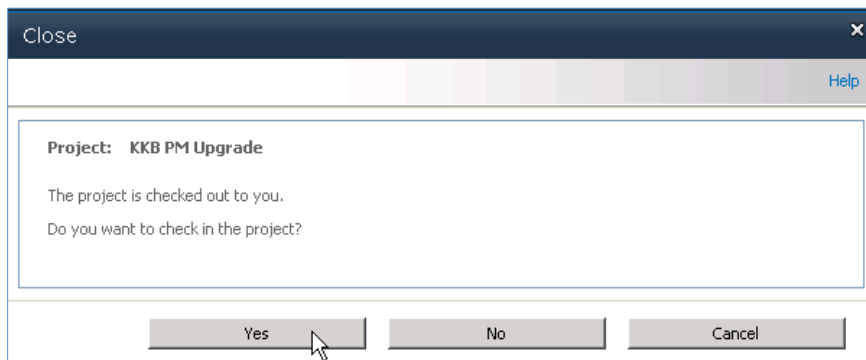 Close
Help
Project: KKB PM Upgrade
The project is checked out to you.
Do you want to check in the project?
Yes No Cancel